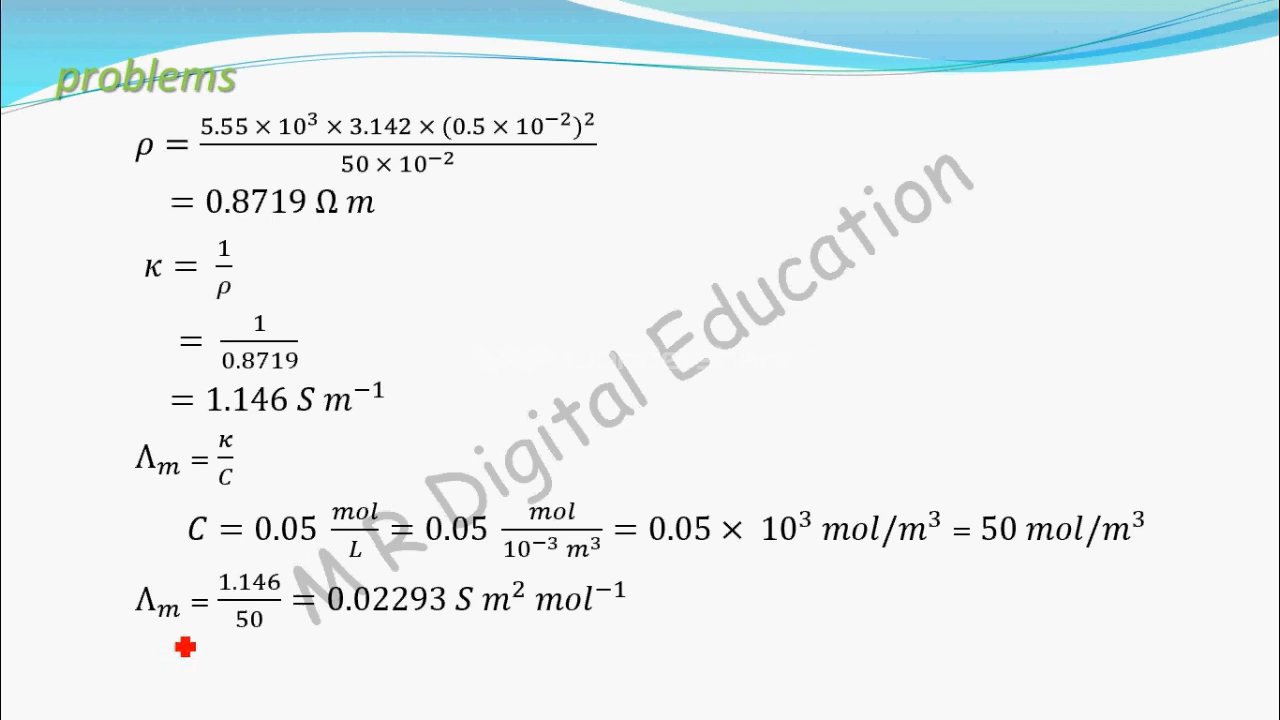 problems
ρ = (5.55 × 10³ × 3.142 × (0.5 × 10⁻²)²) / (50 × 10⁻²)
= 0.8719 Ω m
κ = 1/ρ
= 1/0.8719
= 1.146 S m⁻¹
Λₘ = κ/C
C = 0.05 mol/L = 0.05 mol/(10⁻³ m³) = 0.05 × 10³ mol/m³ = 50 mol/m³
Λₘ = 1.146/50 = 0.02293 S m² mol⁻¹
M R Digital Education